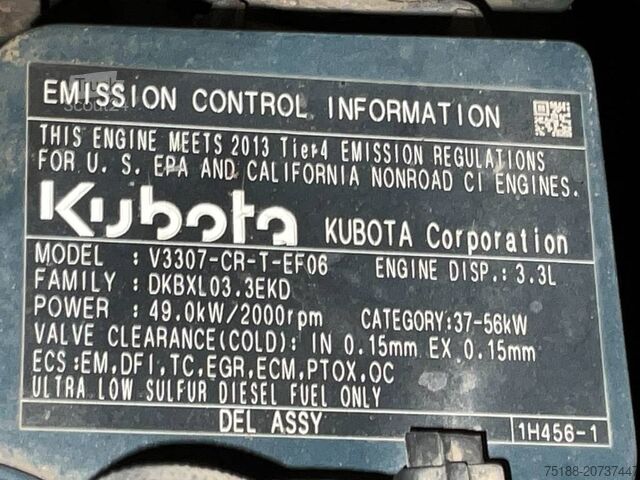 EMISSION CONTROL INFORMATION
Truck
Scout24
THIS ENGINE MEETS 2013 Tier4 EMISSION REGULATIONS
FOR U. S. EPA AND CALIFORNIA NONROAD CI ENGINES.
Kubota KUBOTA Corporation
MODEL : V3307-CR-T-EF06 ENGINE DISP.: 3.3L
FAMILY : DKBXL03.3EKD
POWER : 49.0kW/2000rpm CATEGORY:37-56kW
VALVE CLEARANCE(COLD): IN 0.15mm EX 0.15mm
ECS :EM,DFI,TC,EGR,ECM,PTOX,OC
ULTRA LOW SULFUR DIESEL FUEL ONLY
DEL ASSY 1H456-1
75188-20737447